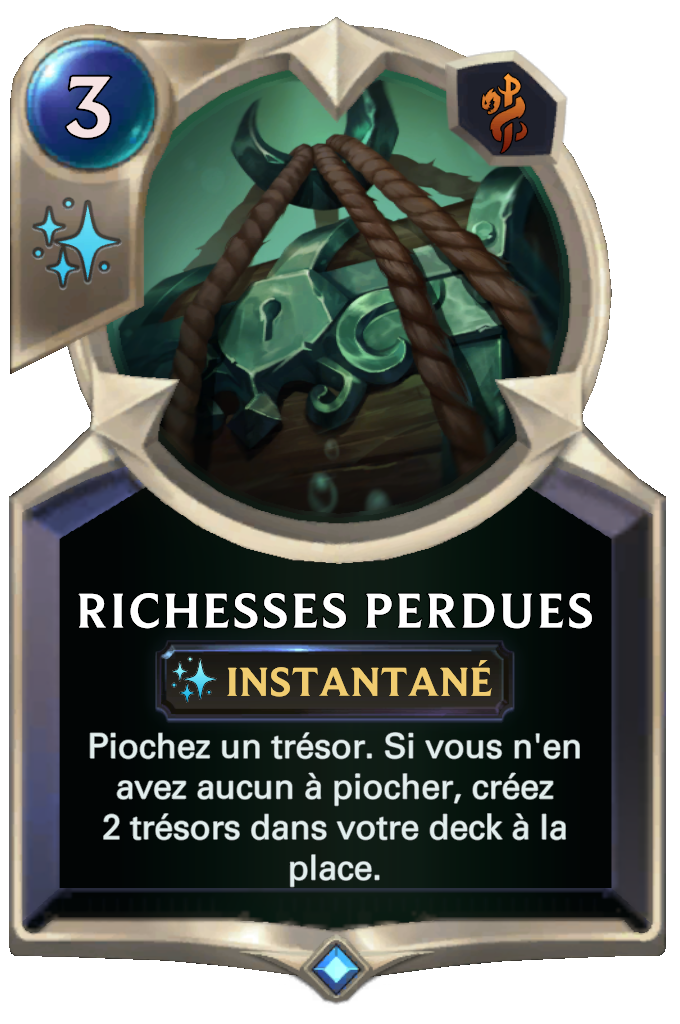 3
RICHESSES PERDUES
INSTANTANÉ
Piochez un trésor. Si vous n'en
avez aucun à piocher, créez
2 trésors dans votre deck à la
place.